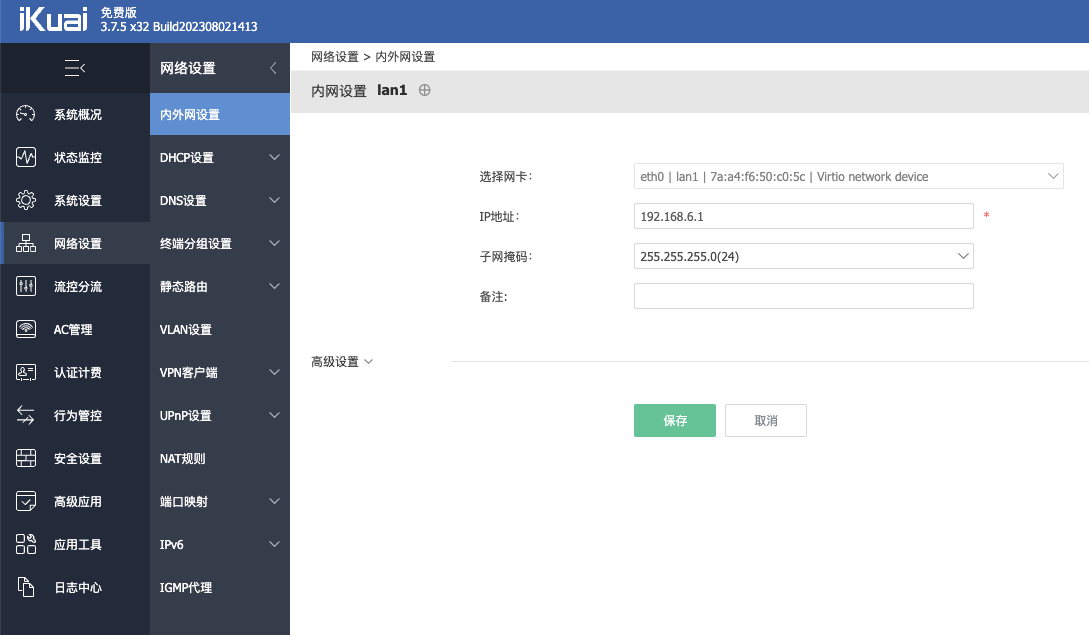 iKuai
免费版
3.7.5 x32 Build202308021413
网络设置
系统概况
状态监控
系统设置
网络设置
流控分流
AC管理
认证计费
行为管控
安全设置
高级应用
应用工具
日志中心
内外网设置
DHCP设置
DNS设置
终端分组设置
静态路由
VLAN设置
VPN客户端
UPnP设置
NAT规则
端口映射
IPv6
IGMP代理
网络设置 > 内外网设置
内网设置 lan1
选择网卡: eth0 | lan1 | 7a:a4:f6:50:c0:5c | Virtio network device
IP地址: 192.168.6.1 *
子网掩码: 255.255.255.0(24)
备注:
高级设置
保存 取消